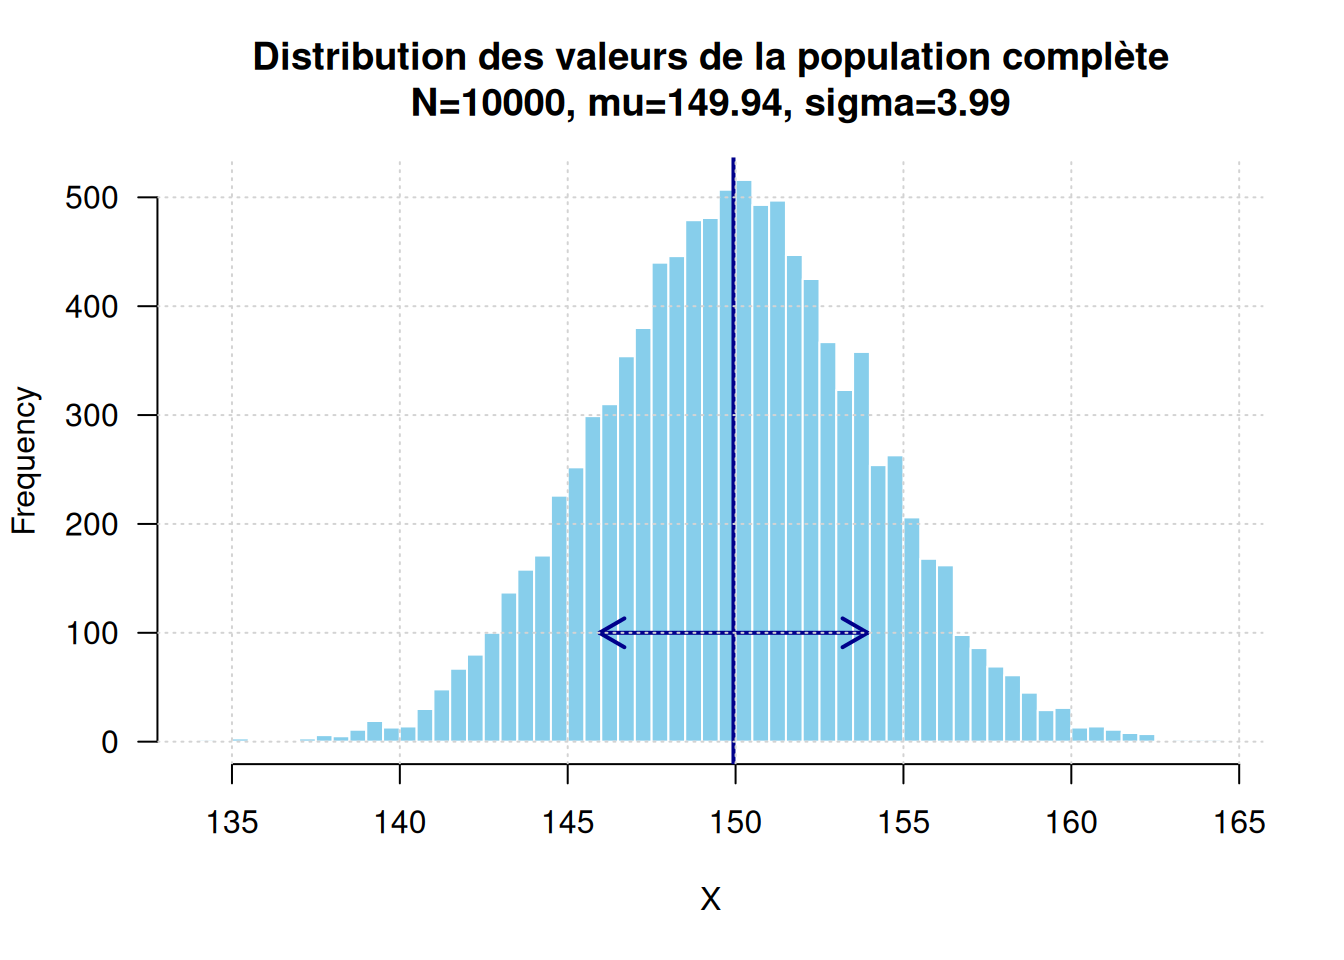 Distribution des valeurs de la population complète
N=10000, mu=149.94, sigma=3.99
Frequency
500
400
300
200
100
0
135 140 145 150 155 160 165
X